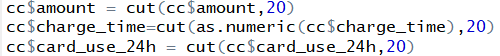 cc$amount = cut(cc$amount,20)
cc$charge_time=cut(as.numeric(cc$charge_time),20)
cc$card_use_24h = cut(cc$card_use_24h,20)